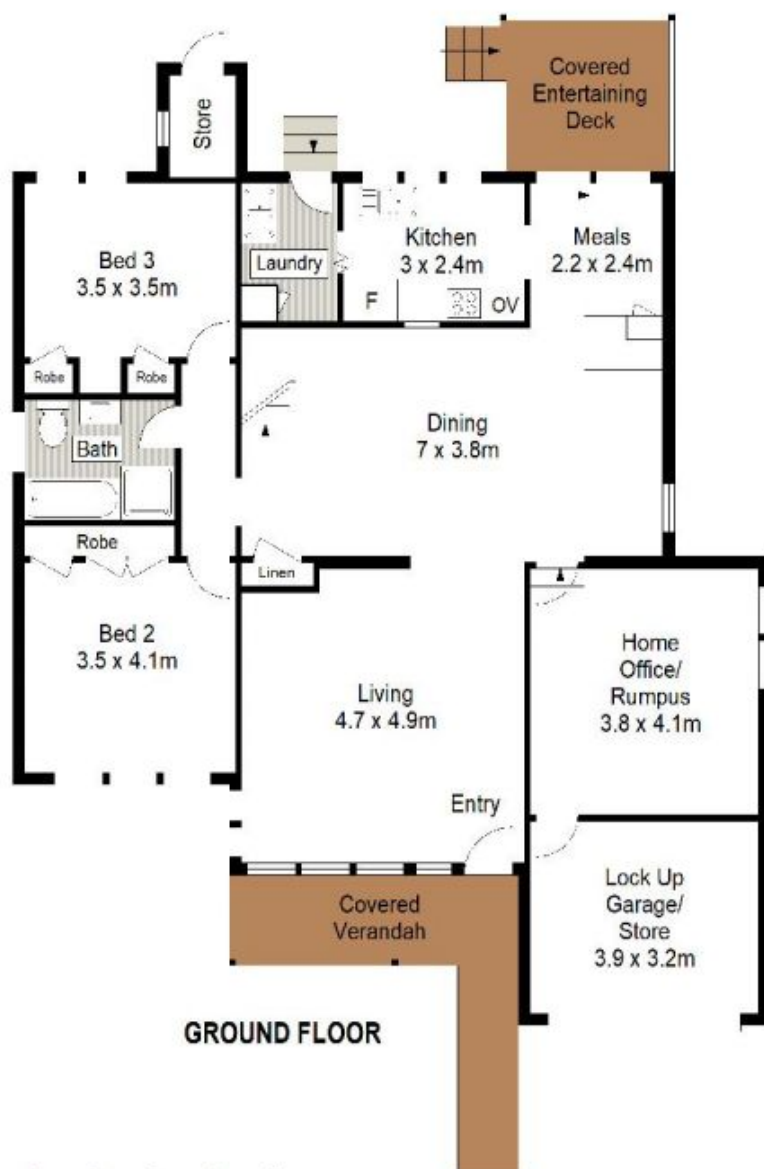 Covered
Entertaining
Deck
Store
Bed 3
3.5 x 3.5m
Laundry
Kitchen
3 x 2.4m
F
OV
Meals
2.2 x 2.4m
Robe
Robe
Bath
Dining
7 x 3.8m
Robe
Linen
Bed 2
3.5 x 4.1m
Living
4.7 x 4.9m
Home
Office/
Rumpus
3.8 x 4.1m
Entry
Lock Up
Garage/
Store
3.9 x 3.2m
Covered
Verandah
GROUND FLOOR